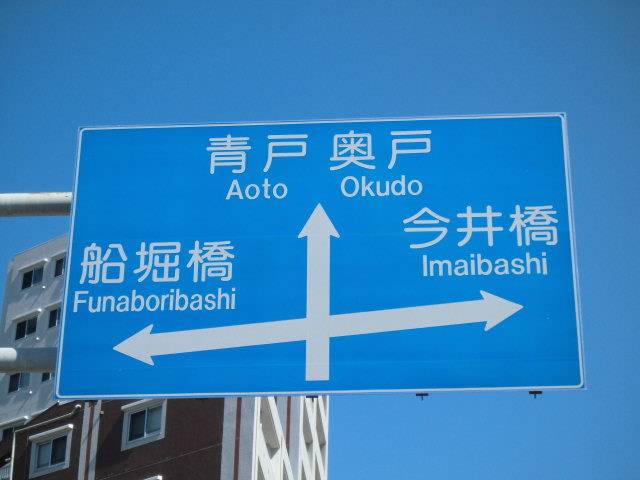 青戸 奥戸
Aoto Okudo
今井橋
Imaibashi
船堀橋
Funaboribashi